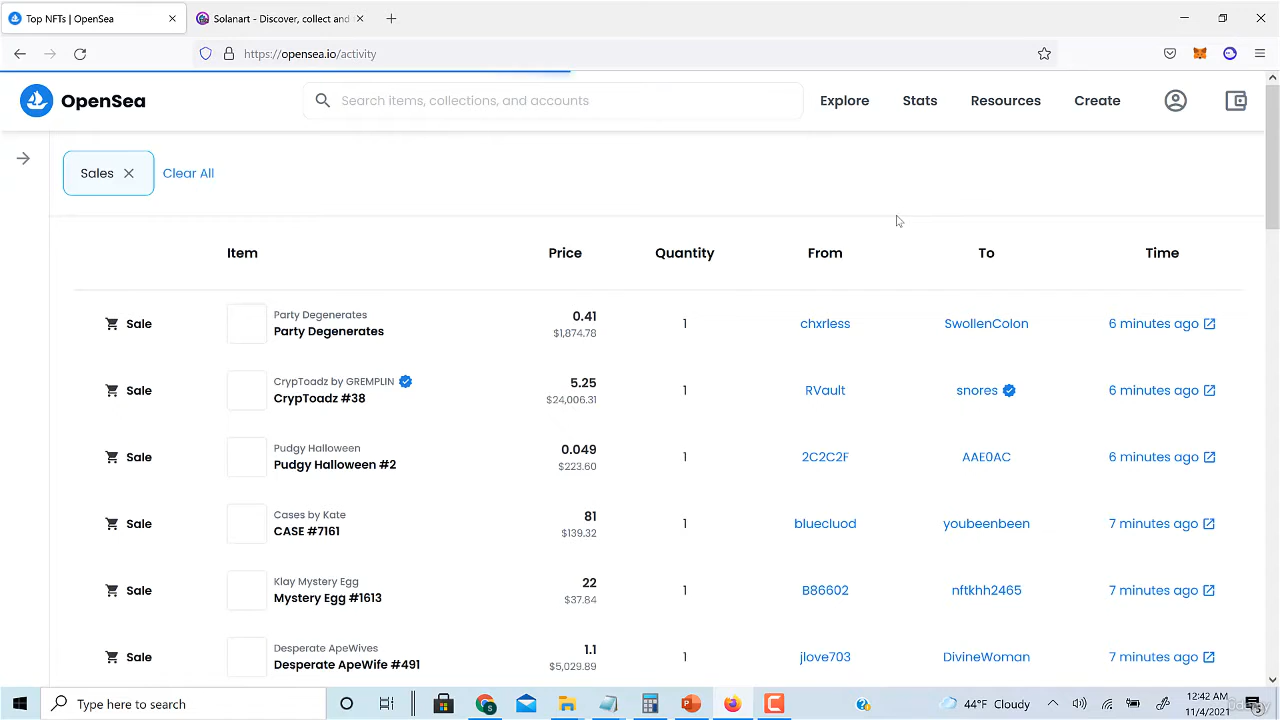 Top NFTs | OpenSea
Solanart - Discover, collect and
https://opensea.io/activity
OpenSea
Search items, collections, and accounts
Explore
Stats
Resources
Create
Sales
Clear All
Item Price Quantity From To Time
Sale
Party Degenerates
Party Degenerates
0.41
$1,874.78
1
chxrless
SwollenColon
6 minutes ago
Sale
CrypToadz by GREMPLIN
CrypToadz #38
5.25
$24,006.31
1
RVault
snores
6 minutes ago
Sale
Pudgy Halloween
Pudgy Halloween #2
0.049
$223.60
1
2C2C2F
AAE0AC
6 minutes ago
Sale
Cases by Kate
CASE #7161
81
$139.32
1
bluecluod
youbeenbeen
7 minutes ago
Sale
Klay Mystery Egg
Mystery Egg #1613
22
$37.84
1
B86602
nftkhh2465
7 minutes ago
Sale
Desperate ApeWives
Desperate ApeWife #491
1.1
$5,029.89
1
jlove703
DivineWoman
7 minutes ago
Type here to search
44°F Cloudy
12:42 AM
11/4/2021